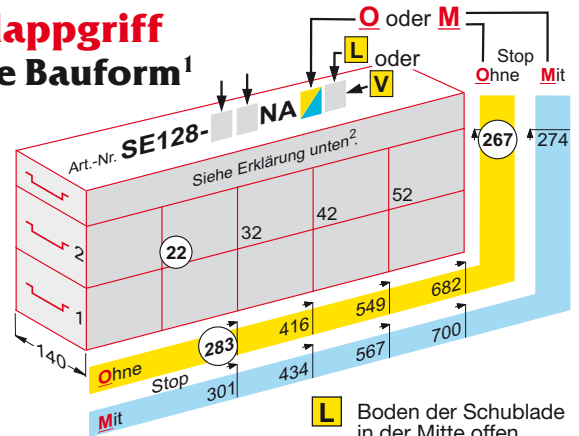 lappgriff
e Bauform¹
O oder M
Stop
Ohne Mit
L oder
V
Art.-Nr. SE128- NA
Siehe Erklärung unten².
267 274
52
42
32
22
2
1
140
283 416 549 682
Ohne
Stop
301 434 567 700
Mit
L Boden der Schublade
in der Mitte offen